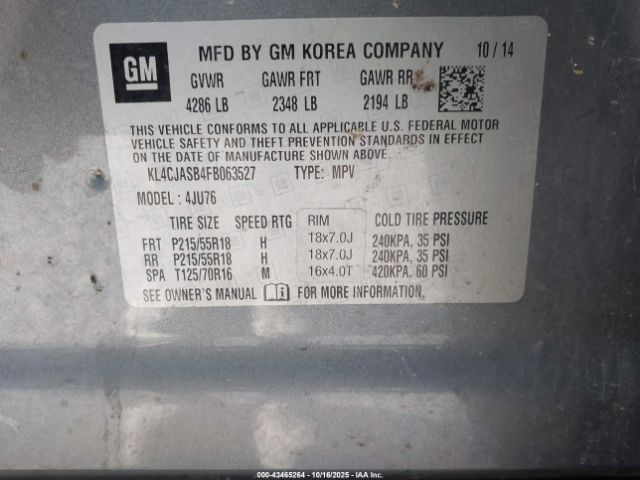 GM
MFD BY GM KOREA COMPANY 10/14
GVWR GAWR FRT GAWR RR
4286 LB 2348 LB 2194 LB
THIS VEHICLE CONFORMS TO ALL APPLICABLE U.S. FEDERAL MOTOR
VEHICLE SAFETY AND THEFT PREVENTION STANDARDS IN EFFECT
ON THE DATE OF MANUFACTURE SHOWN ABOVE.
KL4CJASB4FB063527 TYPE: MPV
MODEL: 4JU76
TIRE SIZE SPEED RTG RIM COLD TIRE PRESSURE
FRT P215/55R18 H 18x7.0J 240KPA, 35 PSI
RR P215/55R18 H 18x7.0J 240KPA, 35 PSI
SPA T125/70R16 M 16x4.0T 420KPA, 60 PSI
SEE OWNER'S MANUAL FOR MORE INFORMATION.
000-43465264 | 10/16/2025 - IAA, Inc.